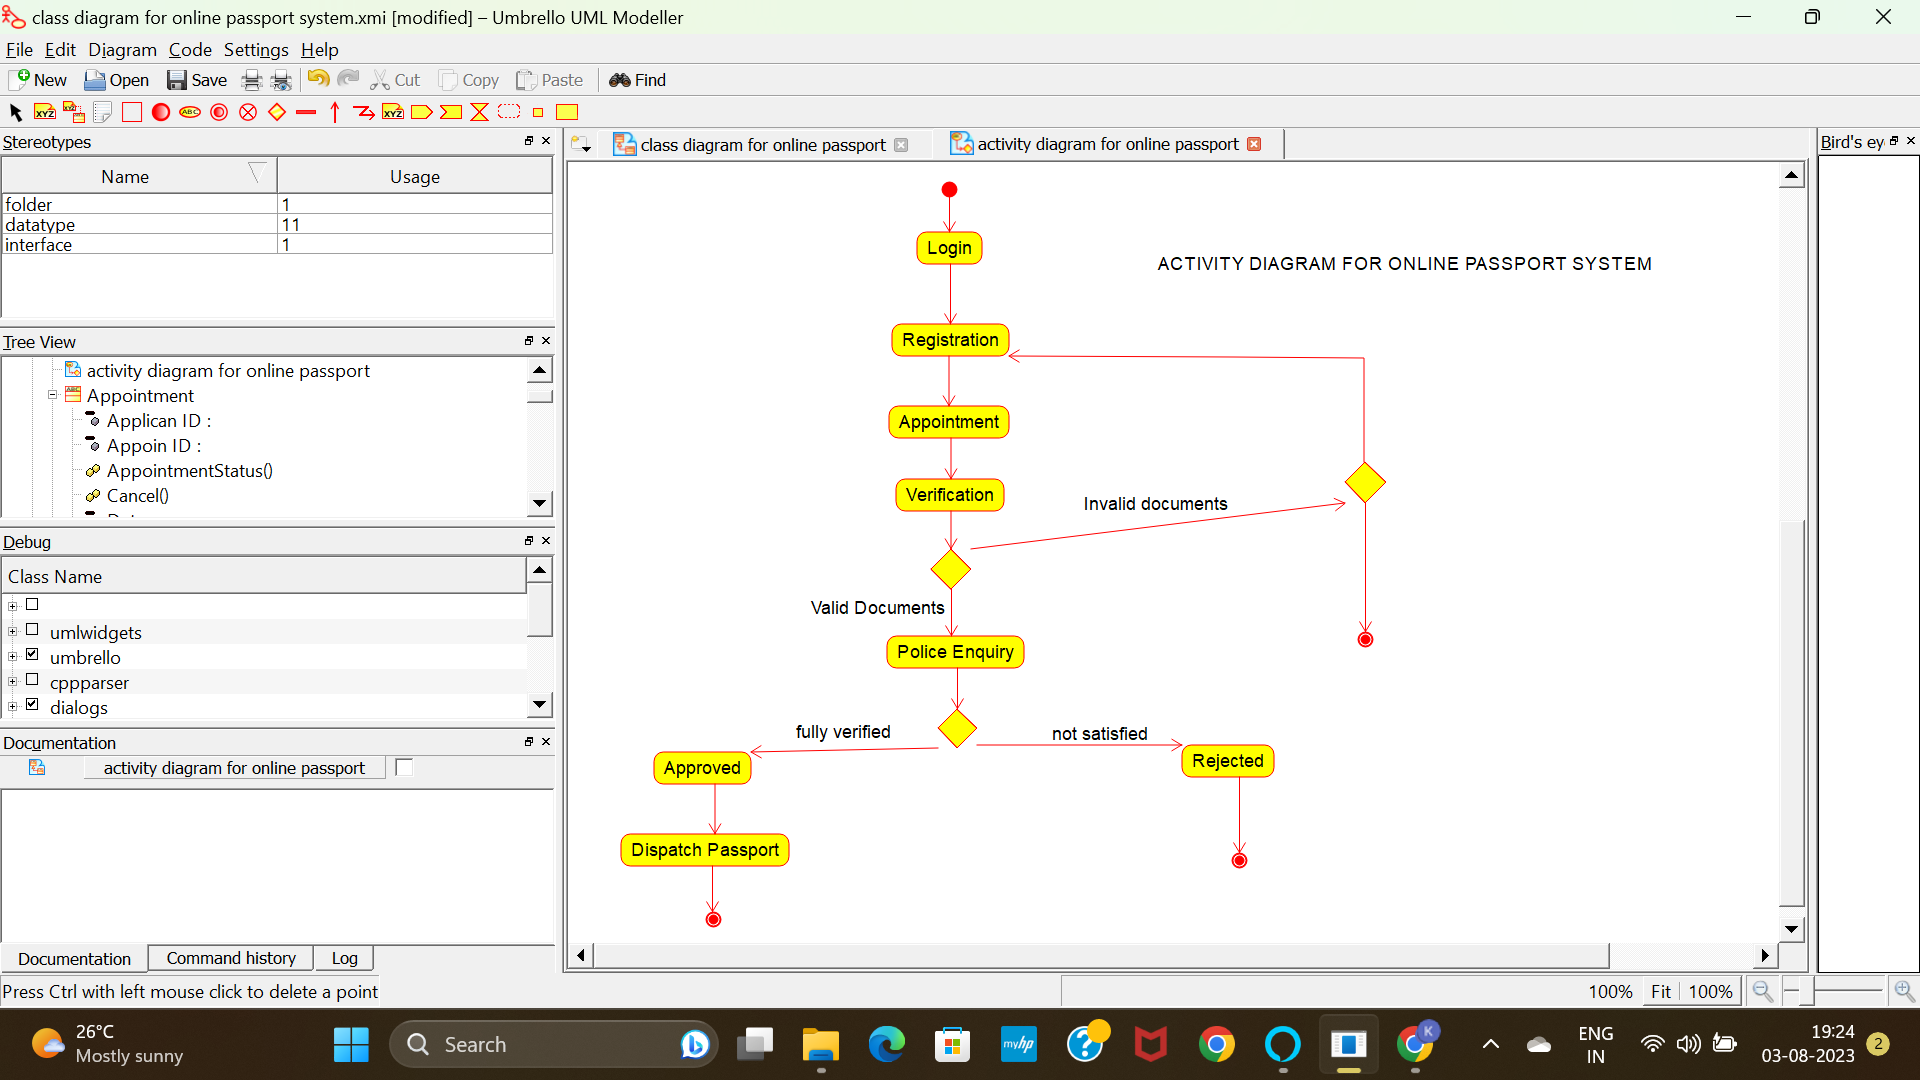 class diagram for online passport system.xmi [modified] – Umbrello UML Modeller
File Edit Diagram Code Settings Help
New Open Save Cut Copy Paste Find
XYZ XYZ ABC XYZ
Stereotypes
Name Usage
folder 1
datatype 11
interface 1
Tree View
activity diagram for online passport
Appointment
Applican ID :
Appoin ID :
AppointmentStatus()
Cancel()
Debug
Class Name
umlwidgets
umbrello
cppparser
dialogs
Documentation
activity diagram for online passport
Documentation Command history Log
Press Ctrl with left mouse click to delete a point
class diagram for online passport activity diagram for online passport
Bird's ey
Login
ACTIVITY DIAGRAM FOR ONLINE PASSPORT SYSTEM
Registration
Appointment
Verification
Invalid documents
Valid Documents
Police Enquiry
fully verified
not satisfied
Approved
Rejected
Dispatch Passport
100% Fit 100%
26°C
Mostly sunny
Search
myhp
K
ENG
IN
19:24
03-08-2023
2